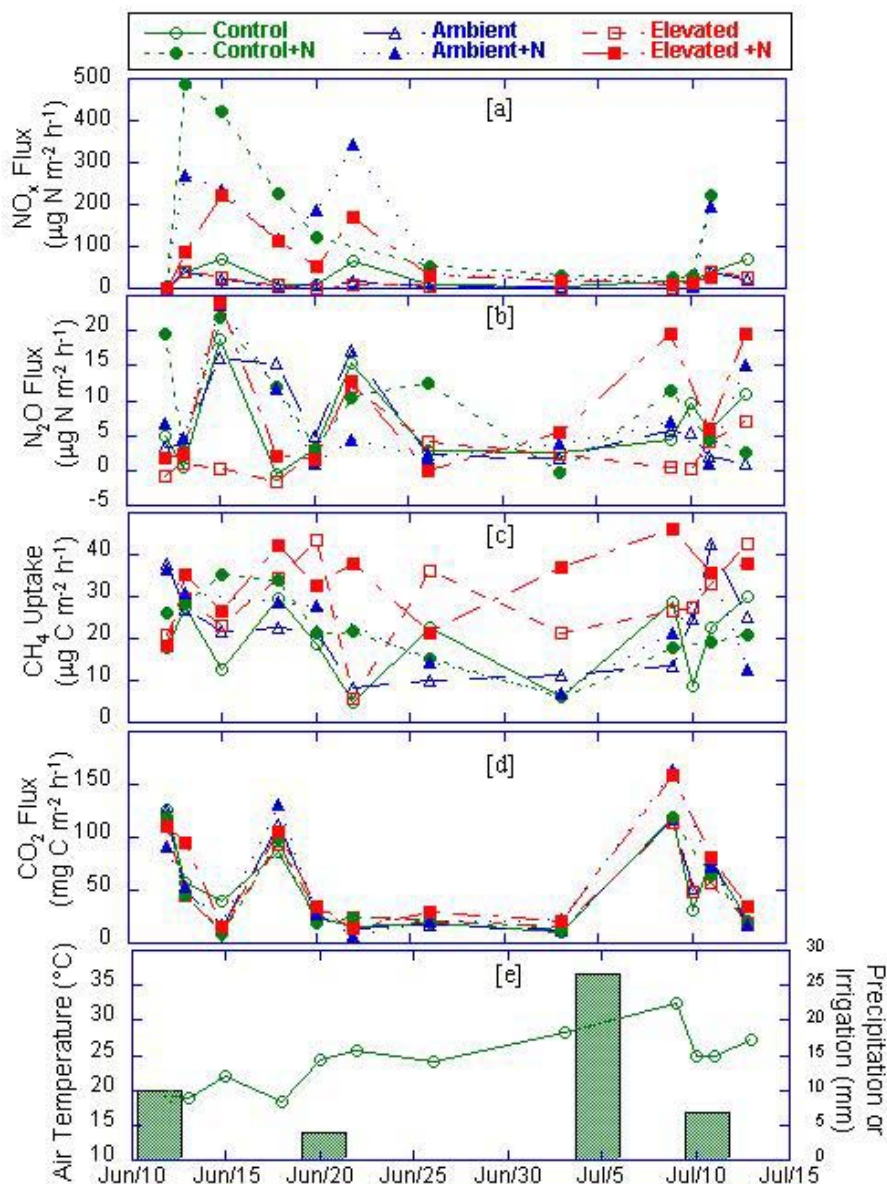 Control Ambient Elevated
Control+N Ambient+N Elevated +N
500
400
300
200
100
0
NOx Flux
(µg N m-2 h-1)
[a]
20
15
10
5
0
-5
N2O Flux
(µg N m-2 h-1)
[b]
40
30
20
10
0
CH4 Uptake
(µg C m-2 h-1)
[c]
150
100
50
0
CO2 Flux
(mg C m-2 h-1)
[d]
35
30
25
20
15
10
Air Temperature (°C)
[e]
30
25
20
15
10
5
0
Precipitation or
Irrigation (mm)
Jun/10 Jun/15 Jun/20 Jun/25 Jun/30 Jul/5 Jul/10 Jul/15